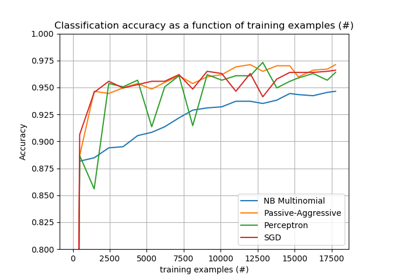 Classification accuracy as a function of training examples (#)
1.000
0.975
0.950
0.925
0.900
0.875
0.850
0.825
0.800
Accuracy
NB Multinomial
Passive-Aggressive
Perceptron
SGD
0 2500 5000 7500 10000 12500 15000 17500
training examples (#)